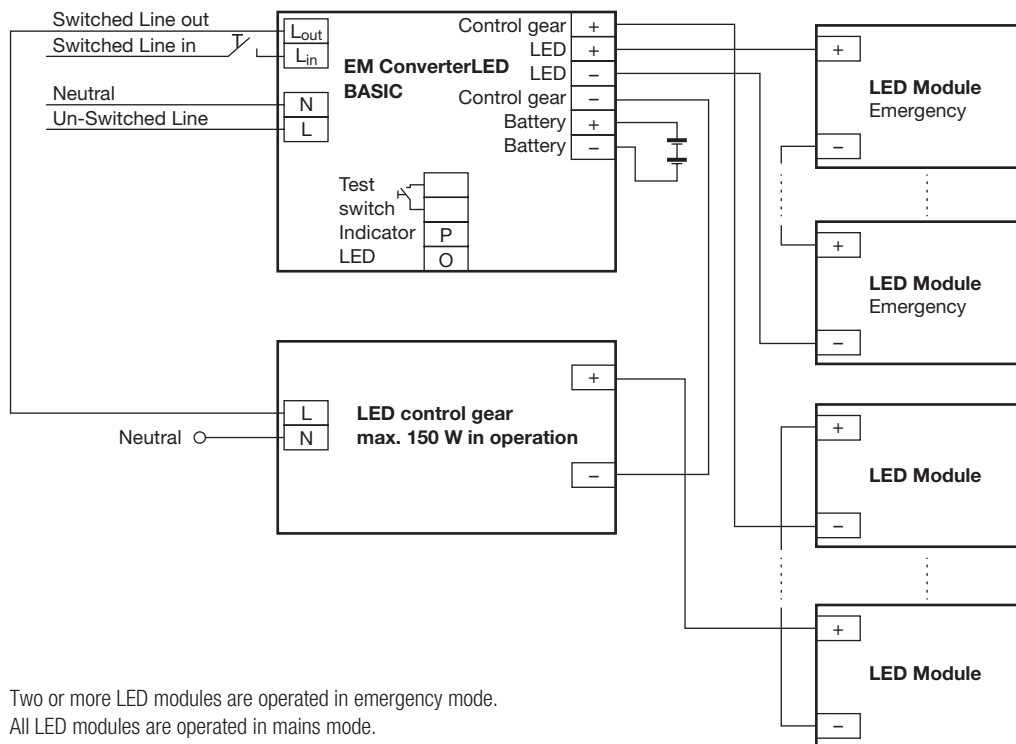 Switched Line out
Switched Line in
Neutral
Un-Switched Line
Lout
Lin
N
L
EM ConverterLED
BASIC
Control gear +
LED +
LED –
Control gear –
Battery +
Battery –
Test
switch
Indicator P
LED O
+
LED Module
Emergency
–
+
LED Module
Emergency
–
L
N
Neutral
LED control gear
max. 150 W in operation
+
–
+
LED Module
–
+
LED Module
–
Two or more LED modules are operated in emergency mode.
All LED modules are operated in mains mode.